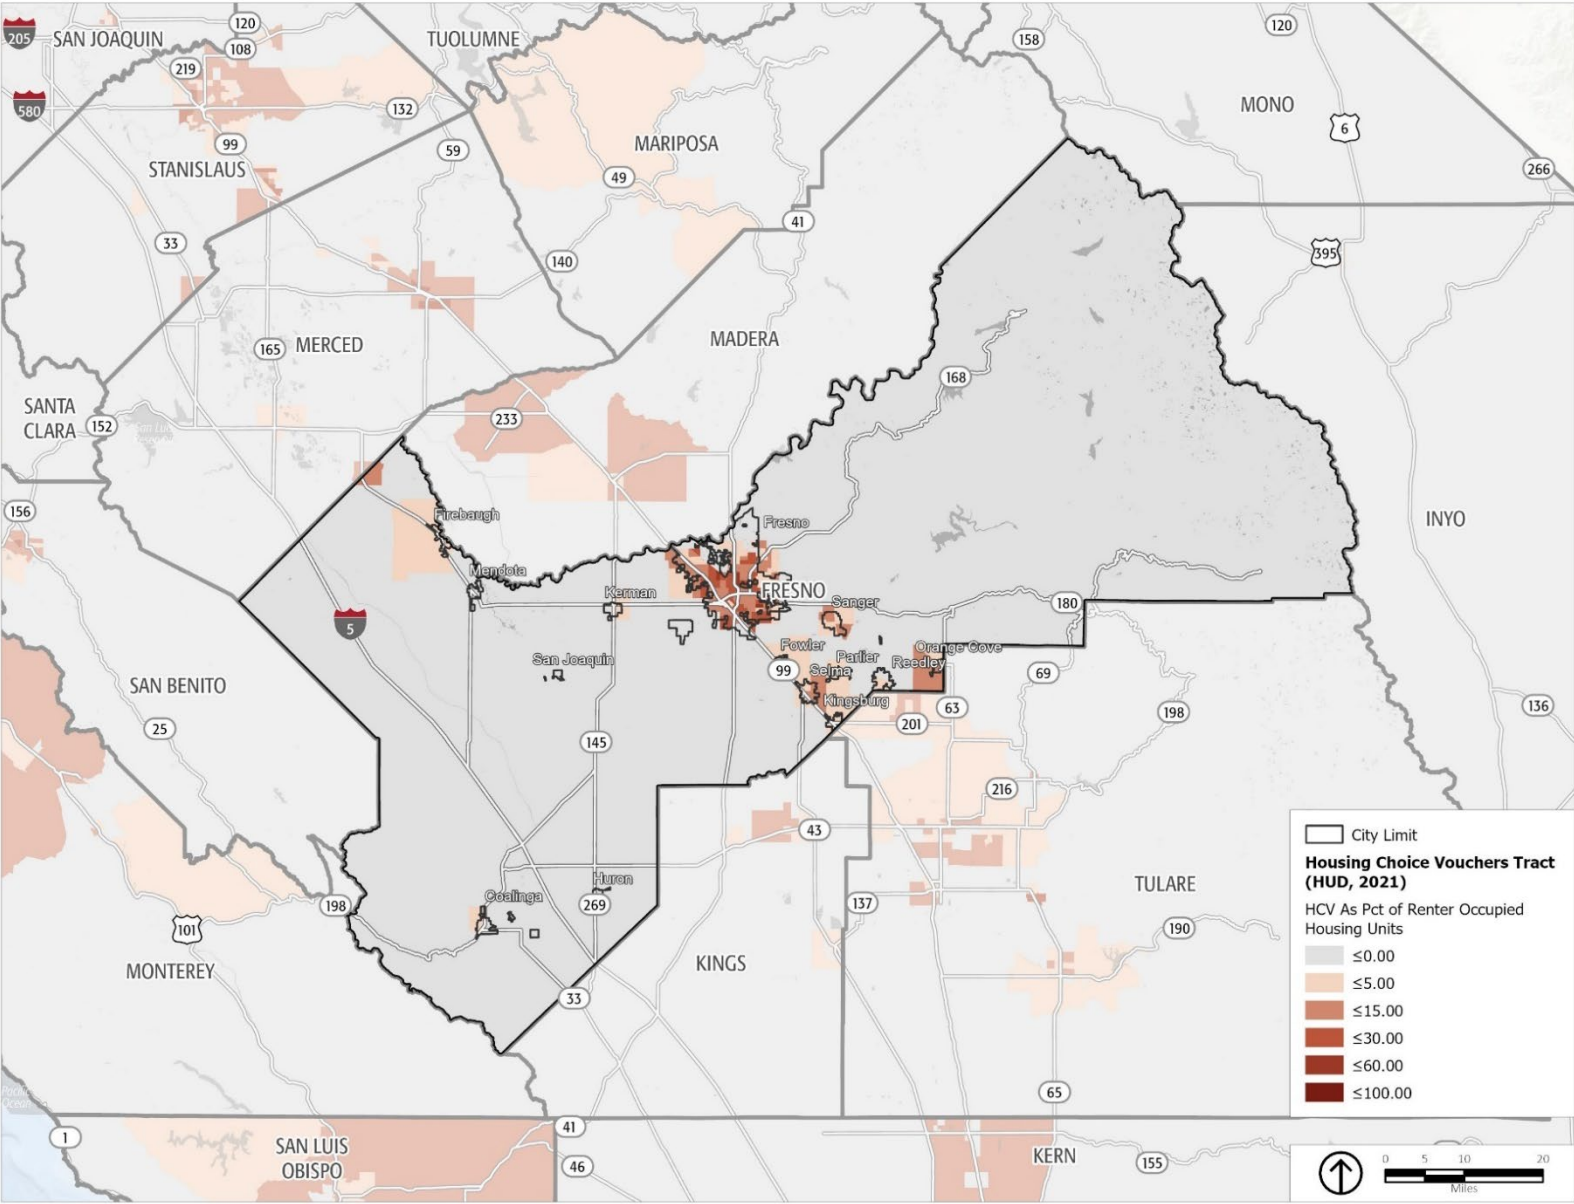 205
SAN JOAQUIN
120
108
TUOLUMNE
158
120
219
580
132
MONO
6
99
59
MARIPOSA
STANISLAUS
49
266
33
41
140
395
165
MERCED
MADERA
168
SANTA
CLARA
152
233
156
Firebaugh
Fresno
INYO
Mendota
Kerman
FRESNO
Sanger
180
5
Fowler
Orange Cove
San Joaquin
Parlier
Reedley
99
Selma
69
SAN BENITO
Kingsburg
63
136
25
201
198
145
216
43
City Limit
Housing Choice Vouchers Tract
(HUD, 2021)
HCV As Pct of Renter Occupied
Housing Units
≤0.00
≤5.00
≤15.00
≤30.00
≤60.00
≤100.00
Huron
TULARE
Coalinga
198
269
137
101
190
MONTEREY
KINGS
33
65
Pacific
Ocean
1
41
SAN LUIS
OBISPO
46
KERN
155
0 5 10 20
Miles